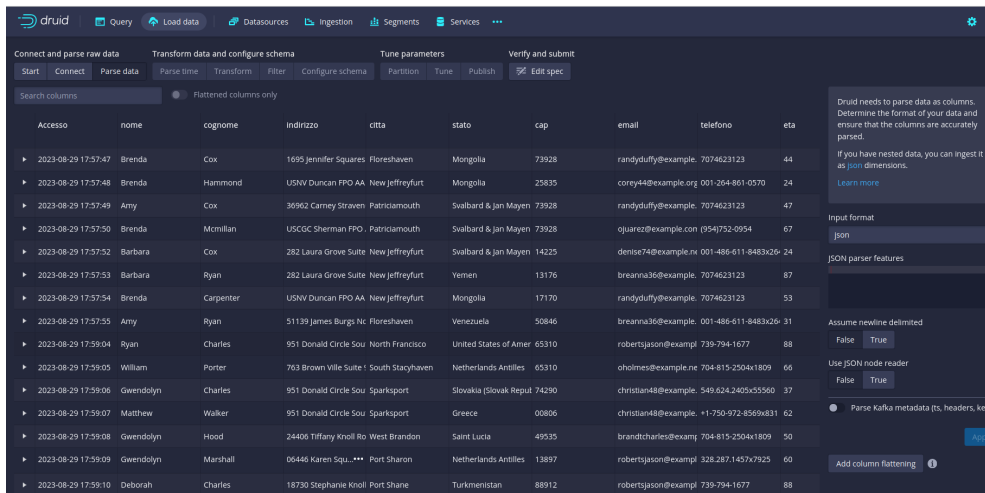 druid Query Load data Datasources Ingestion Segments Services
Connect and parse raw data Transform data and configure schema Tune parameters Verify and submit
Start Connect Parse data Parse time Transform Filter Configure schema Partition Tune Publish Edit spec
Search columns Flattened columns only
Accesso nome cognome indirizzo citta stato cap email telefono eta
2023-08-29 17:57:47 Brenda Cox 1695 Jennifer Squares Floreshaven Mongolia 73928 randyduffy@example. 7074623123 44
2023-08-29 17:57:48 Brenda Hammond USNV Duncan FPO AA New Jeffreyfurt Mongolia 25835 corey44@example.org 001-264-861-0570 24
2023-08-29 17:57:49 Amy Cox 36962 Carney Straven Patriciamouth Svalbard & Jan Mayen 73928 randyduffy@example. 7074623123 47
2023-08-29 17:57:50 Brenda Mcmillan USCGC Sherman FPO Patriciamouth Svalbard & Jan Mayen 73928 ojuarez@example.con (954)752-0954 67
2023-08-29 17:57:52 Barbara Cox 282 Laura Grove Suite New Jeffreyfurt Svalbard & Jan Mayen 14225 denise74@example.ne 001-486-611-8483x26 24
2023-08-29 17:57:53 Barbara Ryan 282 Laura Grove Suite New Jeffreyfurt Yemen 13176 breanna36@example. 7074623123 87
2023-08-29 17:57:54 Brenda Carpenter USNV Duncan FPO AA New Jeffreyfurt Mongolia 17170 randyduffy@example. 7074623123 53
2023-08-29 17:57:55 Amy Ryan 51139 James Burgs Nc Floreshaven Venezuela 50846 breanna36@example. 001-486-611-8483x26 31
2023-08-29 17:59:04 Ryan Charles 951 Donald Circle Sou North Francisco United States of Amer 65310 robertsjason@exampl 739-794-1677 88
2023-08-29 17:59:05 William Porter 763 Brown Ville Suite South Stacyhaven Netherlands Antilles 65310 oholmes@example.ne 704-815-2504x1809 66
2023-08-29 17:59:06 Gwendolyn Charles 951 Donald Circle Sou Sparksport Slovakia (Slovak Reput 74290 christian48@example. 549.624.2405x55560 37
2023-08-29 17:59:07 Matthew Walker 951 Donald Circle Sou Sparksport Greece 00806 christian48@example. +1-750-972-8569x831 62
2023-08-29 17:59:08 Gwendolyn Hood 24406 Tiffany Knoll Ro West Brandon Saint Lucia 49535 brandtcharles@examp 704-815-2504x1809 50
2023-08-29 17:59:09 Gwendolyn Marshall 06446 Karen Squ...••• Port Sharon Netherlands Antilles 13897 robertsjason@exampl 328.287.1457x7925 60
2023-08-29 17:59:10 Deborah Charles 18730 Stephanie Knoll Port Shane Turkmenistan 88912 robertsjason@exampl 739-794-1677 88
Druid needs to parse data as columns.
Determine the format of your data and
ensure that the columns are accurately
parsed.
If you have nested data, you can ingest it
as json dimensions.
Learn more
Input format
json
JSON parser features
Assume newline delimited
False True
Use JSON node reader
False True
Parse Kafka metadata (ts, headers, ke
App
Add column flattening